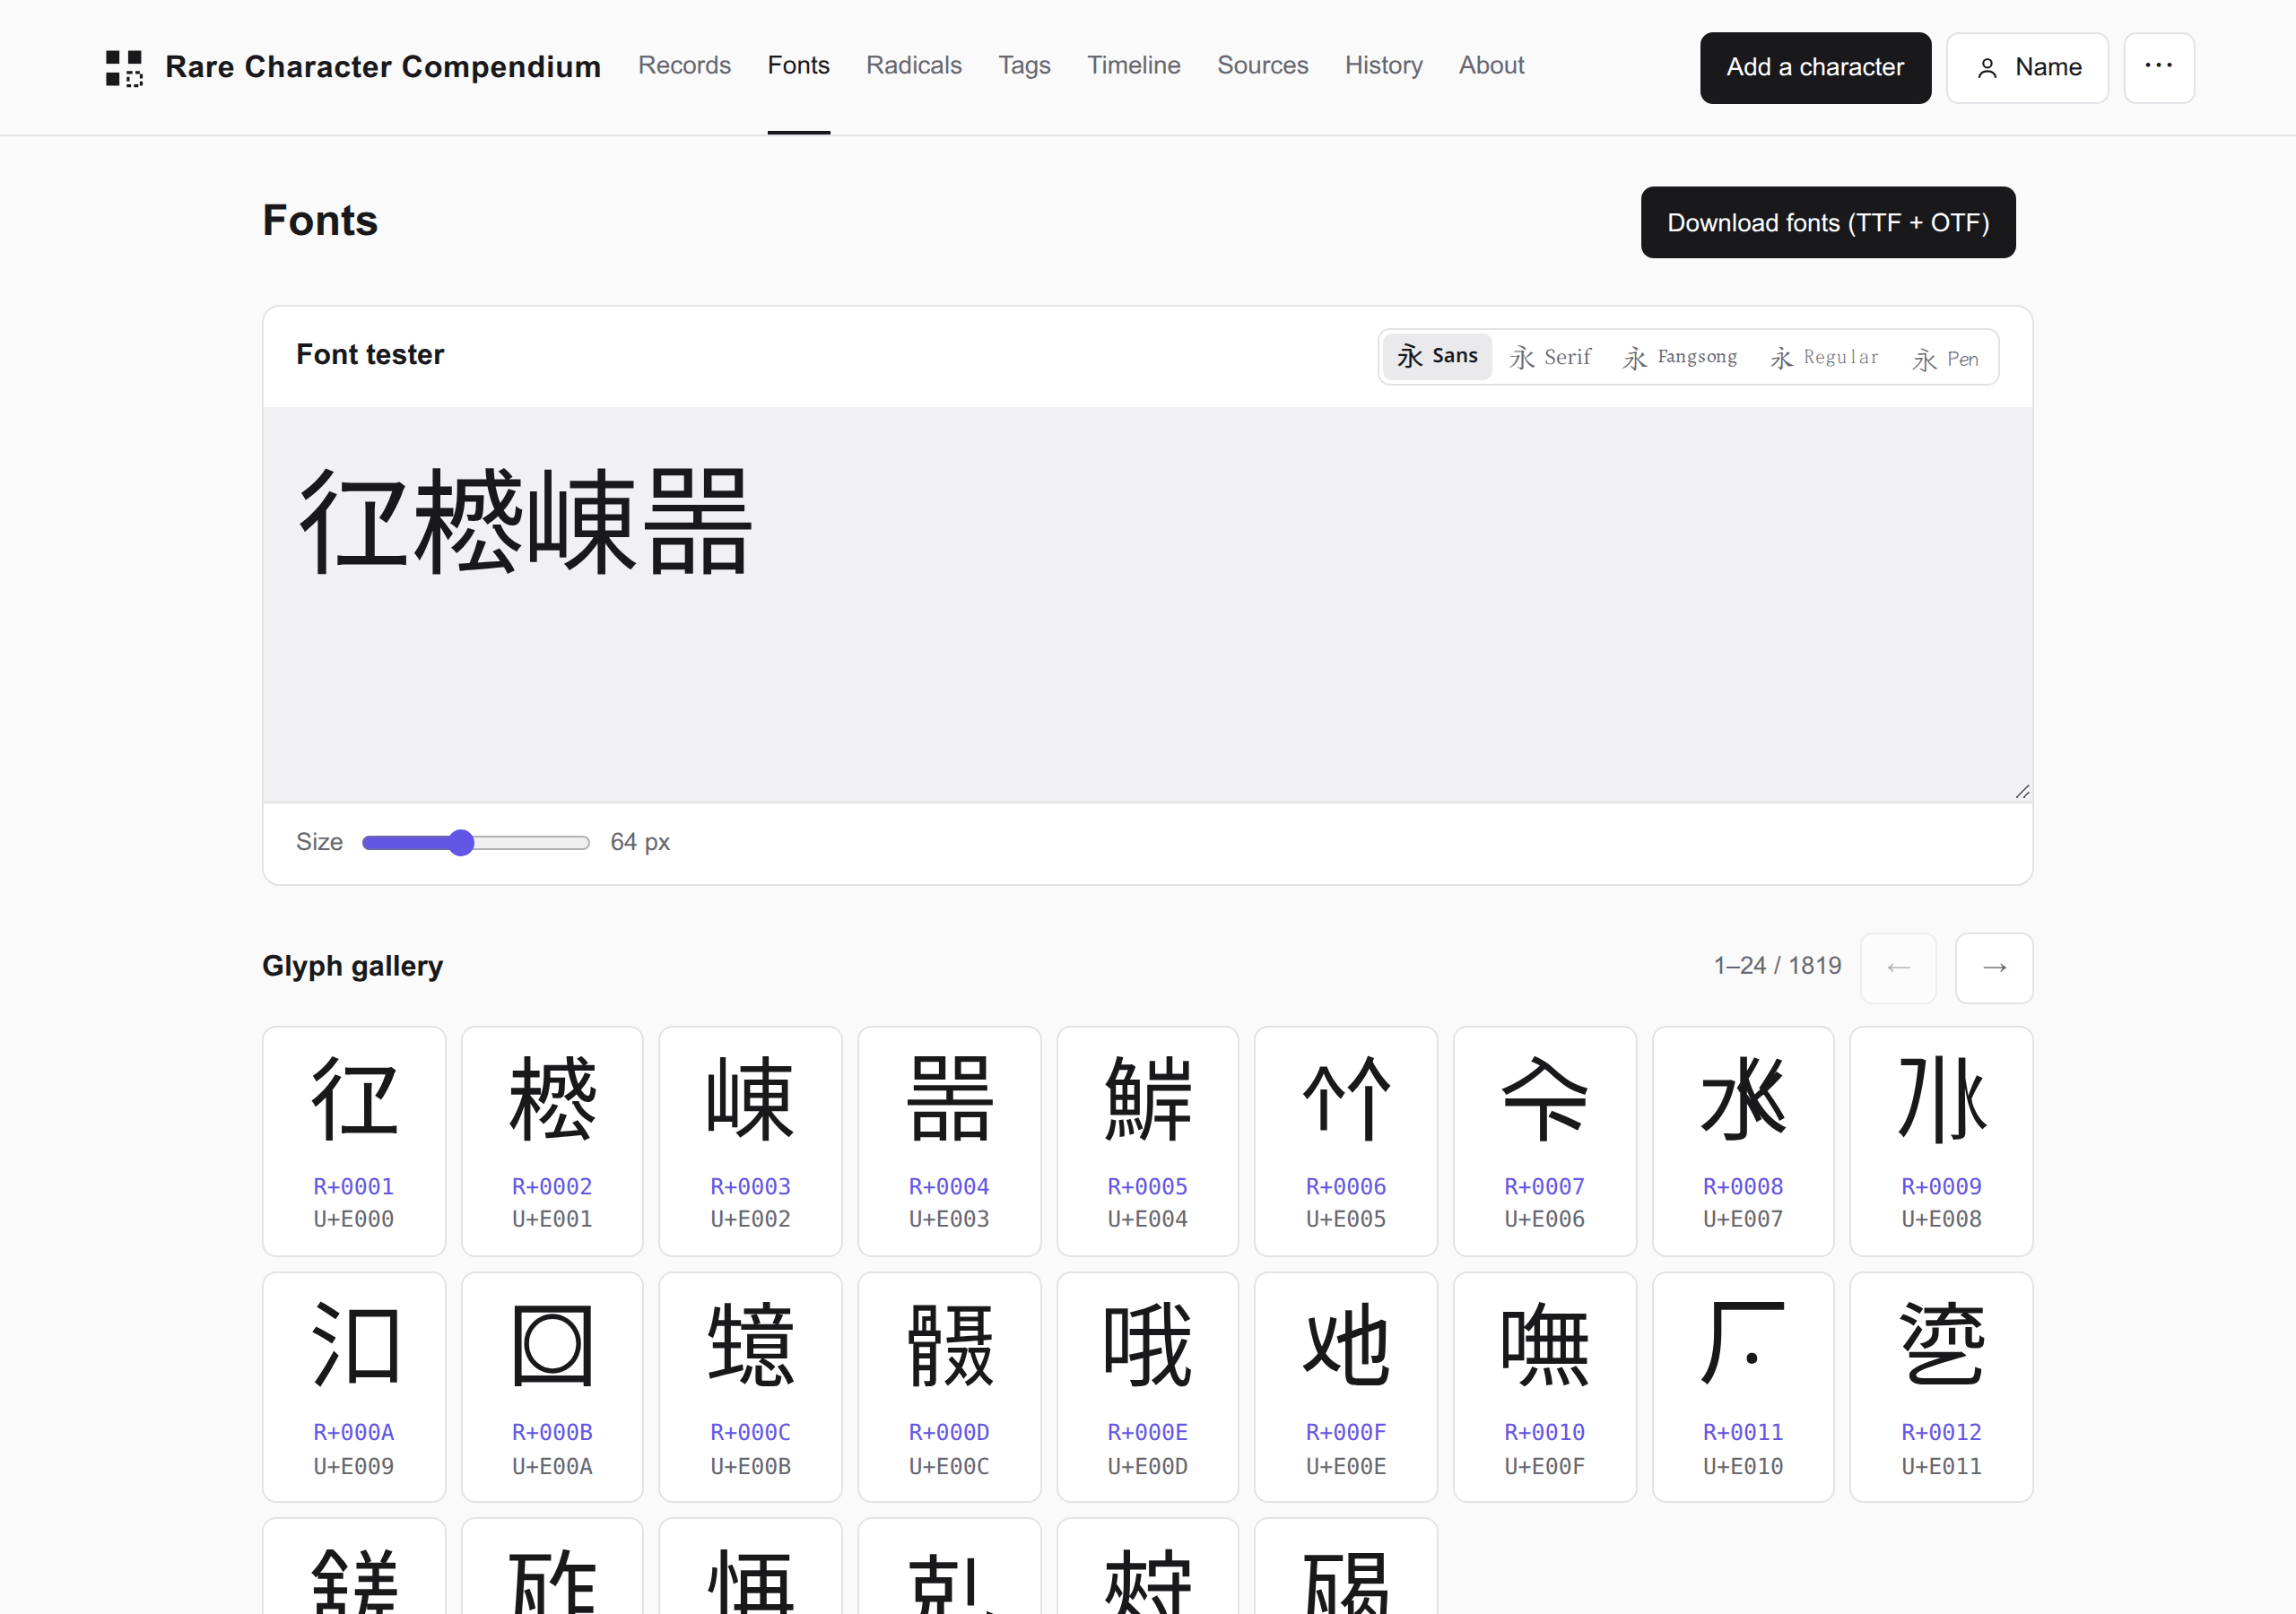 Rare Character Compendium Records Fonts Radicals Tags Timeline Sources History About Add a character Name ...
Fonts Download fonts (TTF + OTF)
Font tester 永 Sans 永 Serif 永 Fangsong 永 Regular 永 Pen
Size 64 px
Glyph gallery 1–24 / 1819 ← →
R+0001 R+0002 R+0003 R+0004 R+0005 R+0006 R+0007 R+0008 R+0009
U+E000 U+E001 U+E002 U+E003 U+E004 U+E005 U+E006 U+E007 U+E008
R+000A R+000B R+000C R+000D R+000E R+000F R+0010 R+0011 R+0012
U+E009 U+E00A U+E00B U+E00C U+E00D U+E00E U+E00F U+E010 U+E011